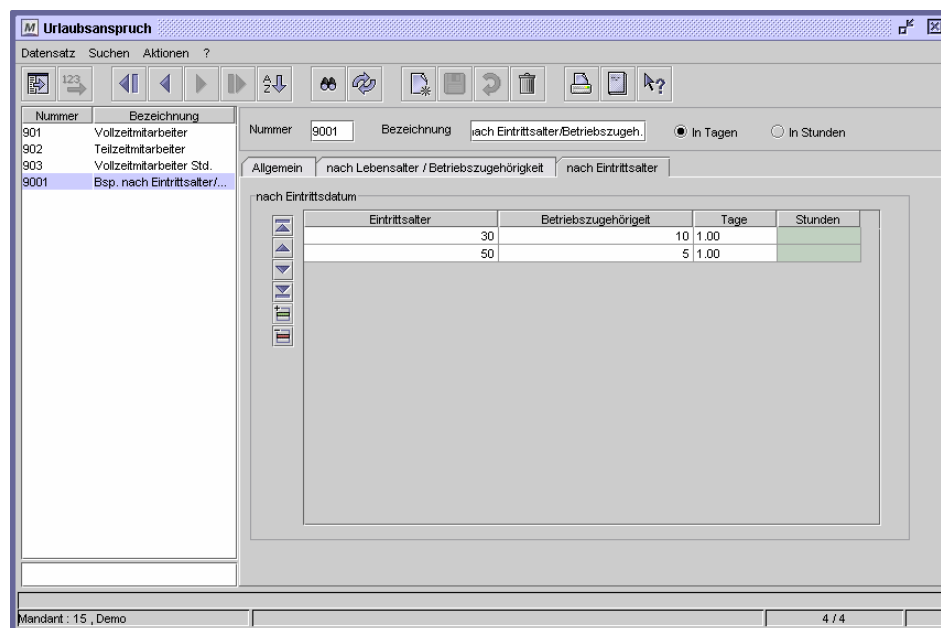 Urlaubsanspruch
Datensatz Suchen Aktionen ?
123
A
Z
Nummer Bezeichnung
901 Vollzeitmitarbeiter
902 Teilzeitmitarbeiter
903 Vollzeitmitarbeiter Std.
9001 Bsp. nach Eintrittsalter/...
Nummer 9001 Bezeichnung nach Eintrittsalter/Betriebszugeh. In Tagen In Stunden
Allgemein nach Lebensalter / Betriebszugehörigkeit nach Eintrittsalter
nach Eintrittsdatum
Eintrittsalter Betriebszugehörigeit Tage Stunden
30 10 1.00
50 5 1.00
Mandant : 15 , Demo 4 / 4